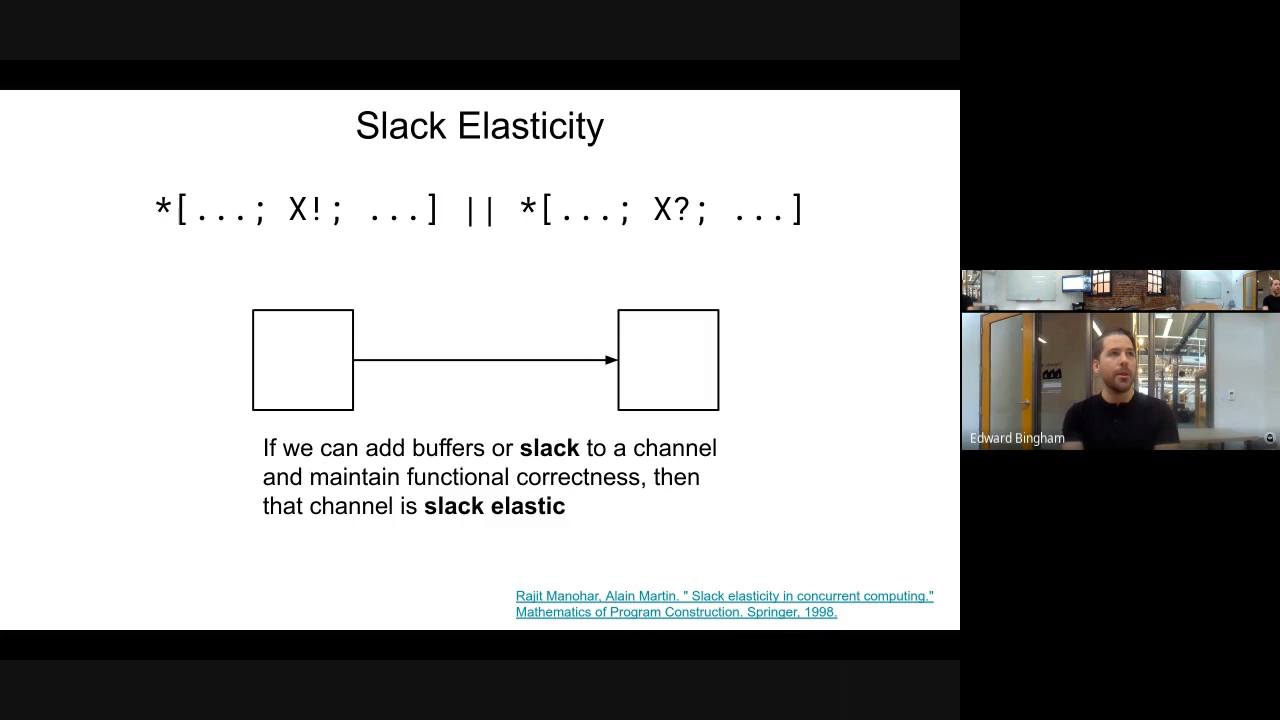 Slack Elasticity
*[...; X!; ...] || *[...; X?; ...]
If we can add buffers or slack to a channel
and maintain functional correctness, then
that channel is slack elastic
Rajit Manohar, Alain Martin. " Slack elasticity in concurrent computing."
Mathematics of Program Construction. Springer, 1998.
Edward Bingham